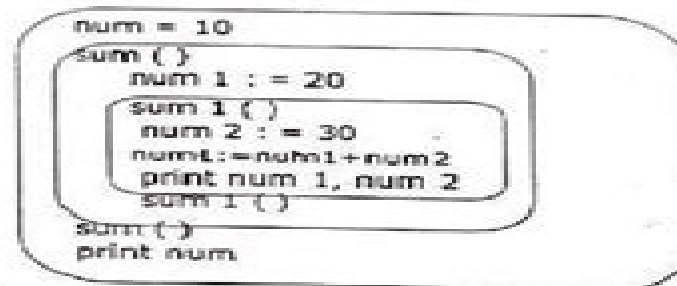 num = 10
sum ( )
num 1 : = 20
sum 1 ( )
num 2 : = 30
num1:=num1+num2
print num 1, num 2
sum 1 ( )
sum ( )
print num